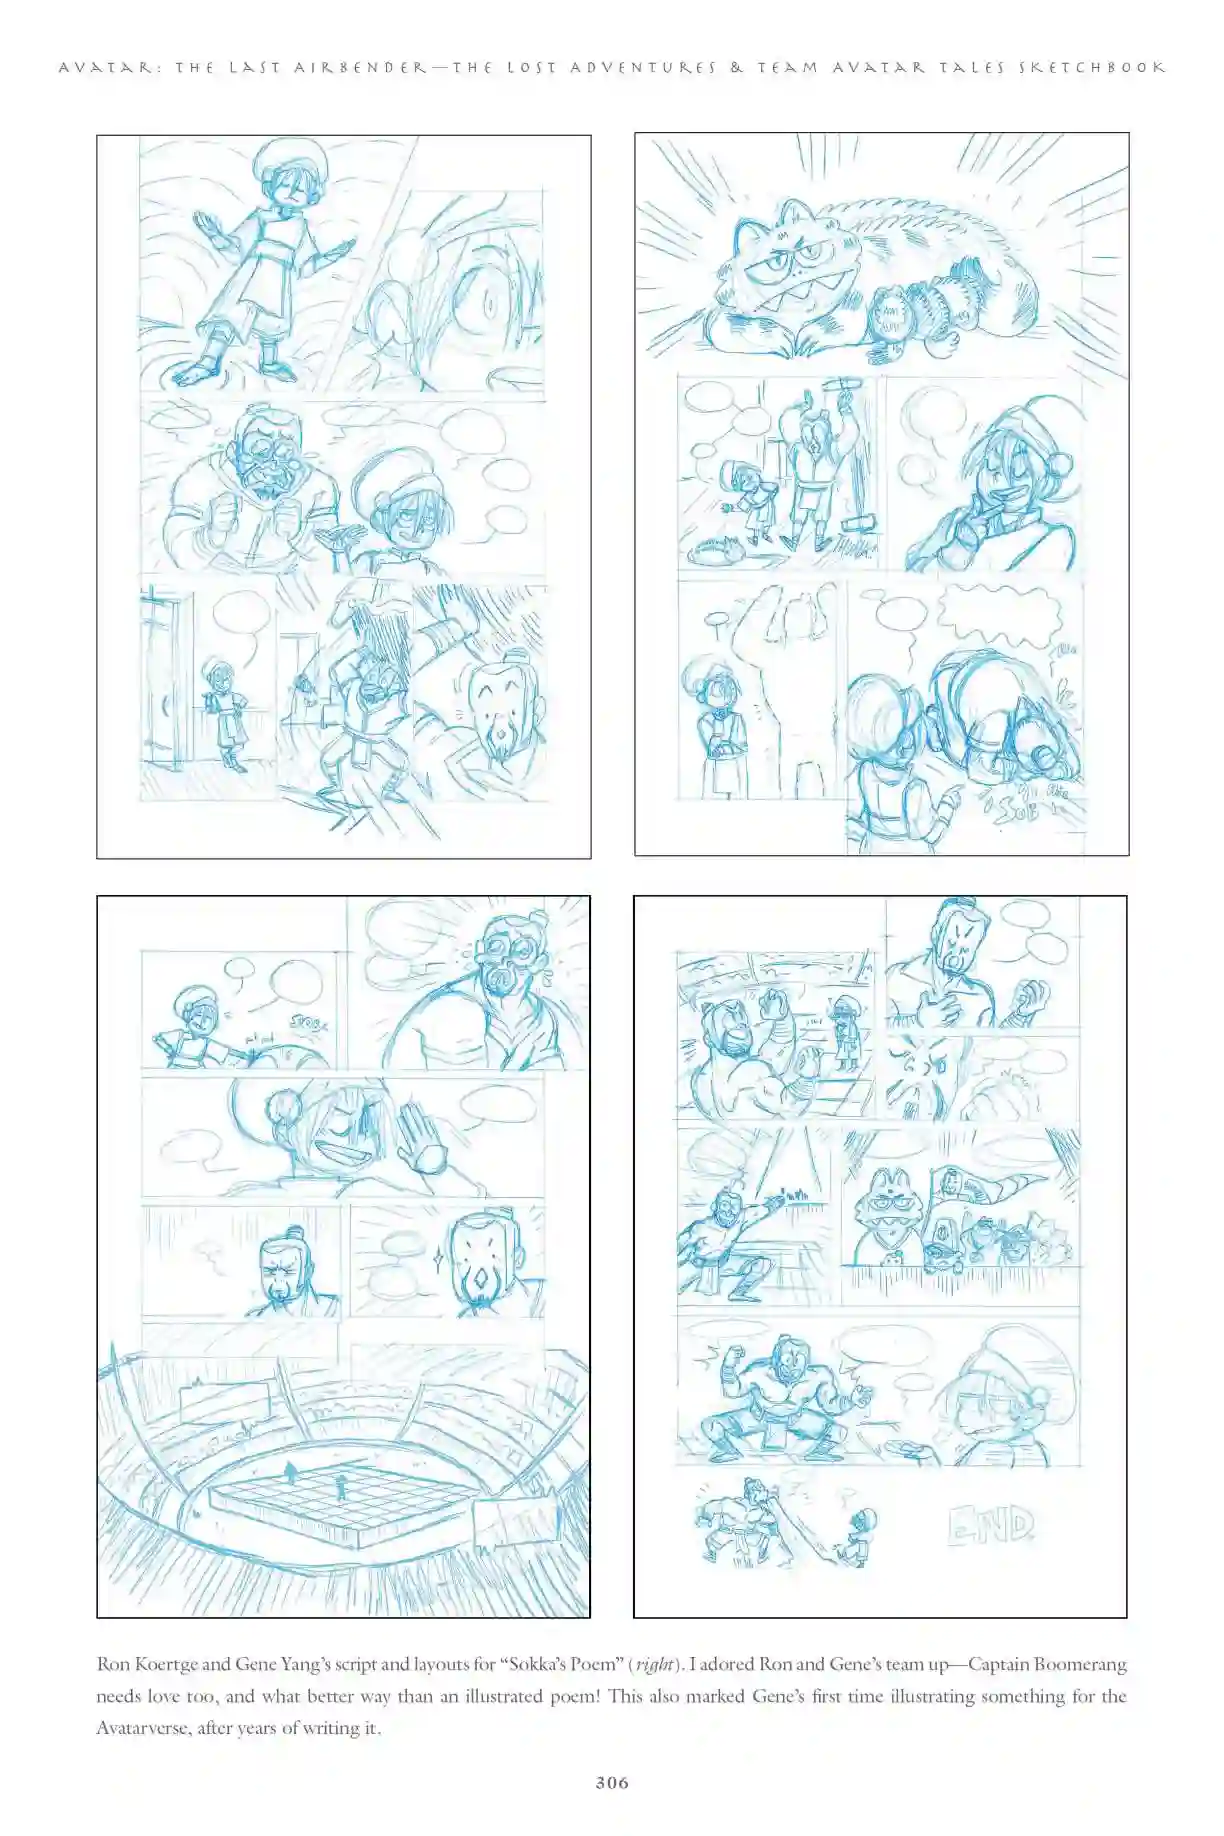 AVATAR: THE LAST AIRBENDER—THE LOST ADVENTURES & TEAM AVATAR TALES SKETCHBOOK
SOB
END.
Ron Koertge and Gene Yang's script and layouts for “Sokka's Poem” (right). I adored Ron and Gene's team up—Captain Boomerang
needs love too, and what better way than an illustrated poem! This also marked Gene's first time illustrating something for the
Avatarverse, after years of writing it.
306